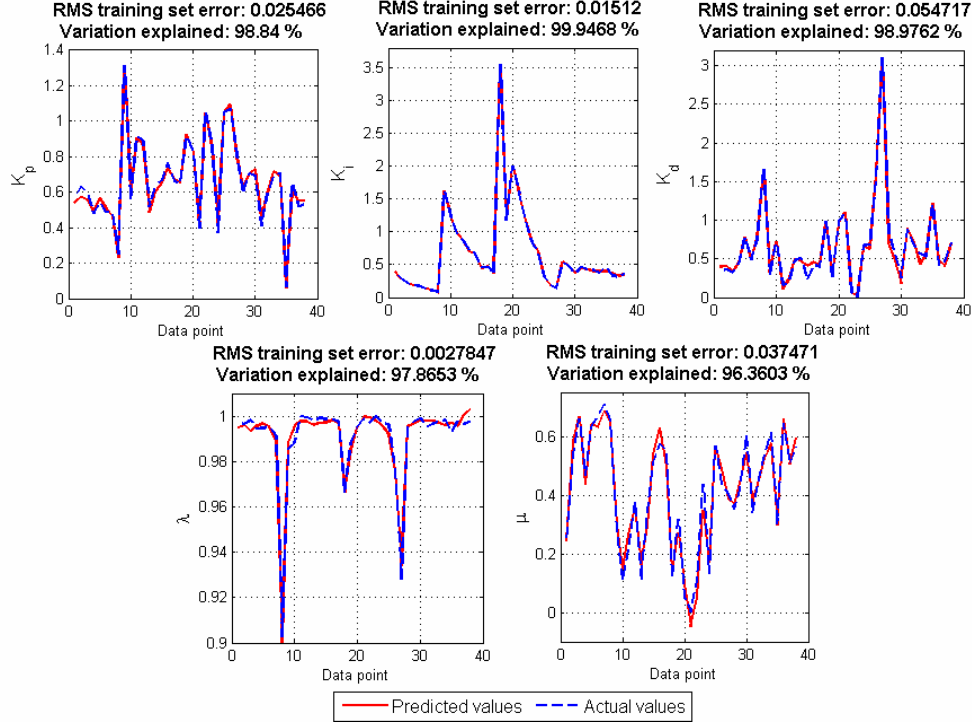 RMS training set error: 0.025466
Variation explained: 98.84 %
1.4
1.2
1
0.8
0.6
0.4
0.2
0
K_p
0
10
20
30
40
Data point
RMS training set error: 0.01512
Variation explained: 99.9468 %
3.5
3
2.5
2
1.5
1
0.5
0
K_i
0
10
20
30
40
Data point
RMS training set error: 0.054717
Variation explained: 98.9762 %
3
2.5
2
1.5
1
0.5
0
K_d
0
10
20
30
40
Data point
RMS training set error: 0.0027847
Variation explained: 97.8653 %
1
0.98
0.96
0.94
0.92
0.9
λ
0
10
20
30
40
Data point
RMS training set error: 0.037471
Variation explained: 96.3603 %
0.6
0.4
0.2
0
μ
0
10
20
30
40
Data point
Predicted values
Actual values